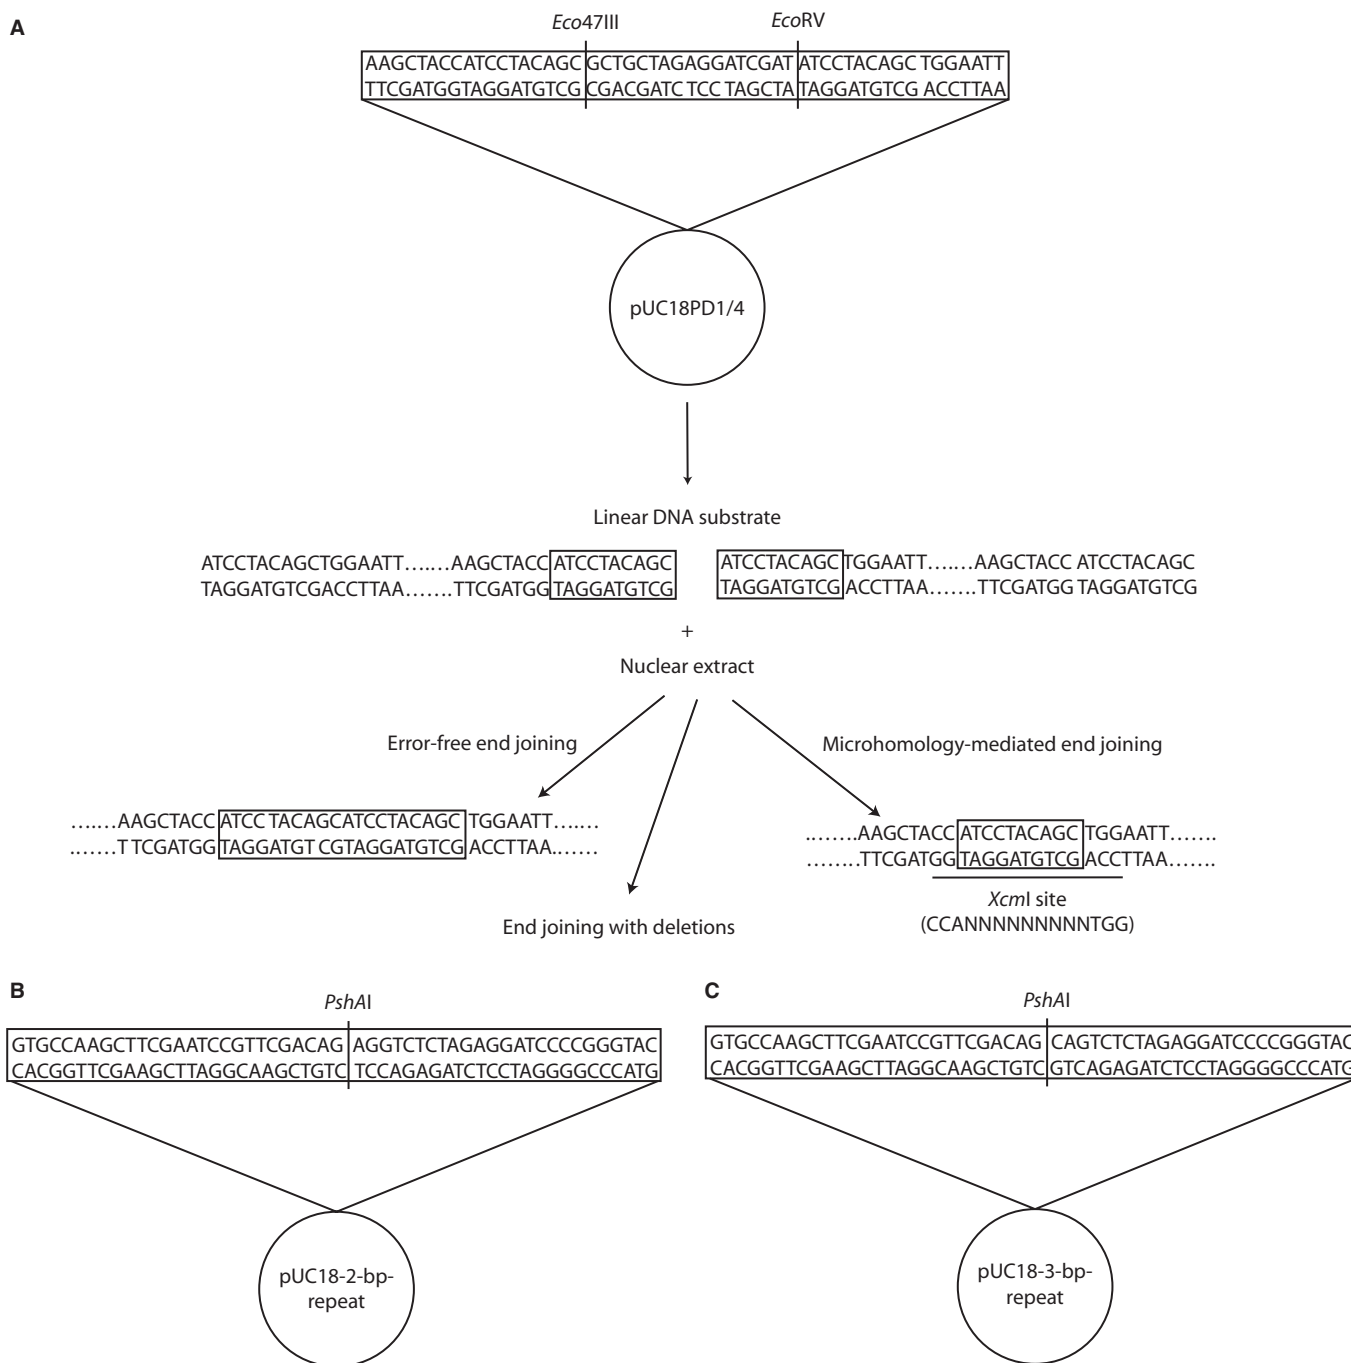 A
Eco47III EcoRV
AAGCTACCATCCTACAGC GCTGCTAGAGGATCGAT ATCCTACAGC TGGAATT
TTCGATGGTAGGATGTCG CGACGATC TCC TAGCTA TAGGATGTCG ACCTTAA
pUC18PD1/4
Linear DNA substrate
ATCCTACAGCTGGAATT.......AAGCTACC ATCCTACAGC ATCCTACAGC TGGAATT.......AAGCTACC ATCCTACAGC
TAGGATGTCGACCTTAA.......TTCGATGG TAGGATGTCG TAGGATGTCG ACCTTAA.......TTCGATGG TAGGATGTCG
+
Nuclear extract
Error-free end joining
Microhomology-mediated end joining
.......AAGCTACC ATCC TACAGCATCCTACAGC TGGAATT.......
.......T TCGATGG TAGGATGT CGTAGGATGTCG ACCTTAA.......
........AAGCTACC ATCCTACAGC TGGAATT.......
........TTCGATGG TAGGATGTCG ACCTTAA.......
XcmI site
(CCANNNNNNNNNTGG)
End joining with deletions
B
PshAI
GTGCCAAGCTTCGAATCCGTTCGACAG AGGTCTCTAGAGGATCCCCGGGTAC
CACGGTTCGAAGCTTAGGCAAGCTGTC TCCAGAGATCTCCTAGGGGCCCATG
pUC18-2-bp-
repeat
C
PshAI
GTGCCAAGCTTCGAATCCGTTCGACAG CAGTCTCTAGAGGATCCCCGGGTAC
CACGGTTCGAAGCTTAGGCAAGCTGTC GTCAGAGATCTCCTAGGGGCCCATG
pUC18-3-bp-
repeat